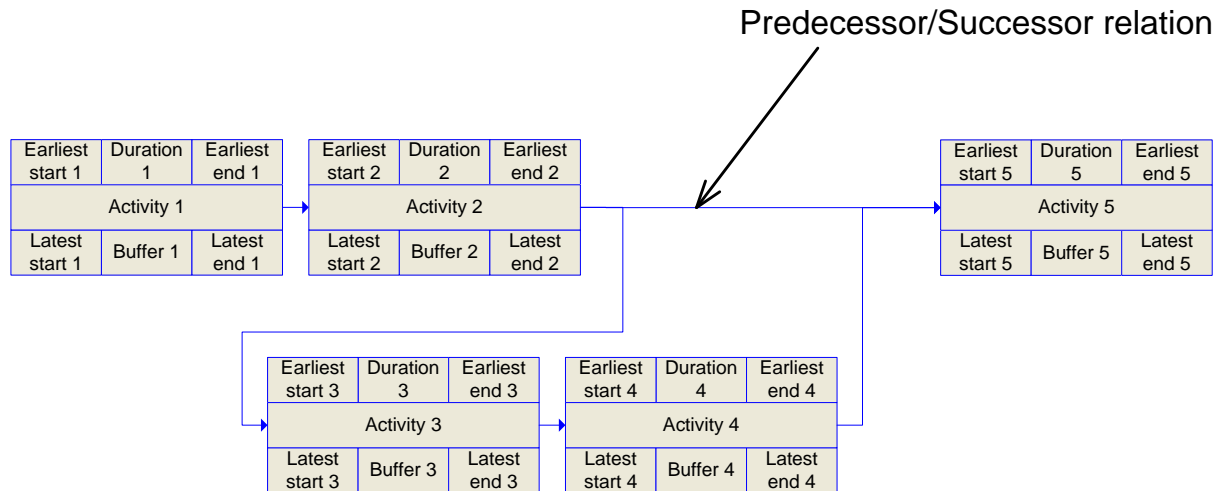 Predecessor/Successor relation
Earliest start 1
Duration 1
Earliest end 1
Activity 1
Latest start 1
Buffer 1
Latest end 1
Earliest start 2
Duration 2
Earliest end 2
Activity 2
Latest start 2
Buffer 2
Latest end 2
Earliest start 5
Duration 5
Earliest end 5
Activity 5
Latest start 5
Buffer 5
Latest end 5
Earliest start 3
Duration 3
Earliest end 3
Activity 3
Latest start 3
Buffer 3
Latest end 3
Earliest start 4
Duration 4
Earliest end 4
Activity 4
Latest start 4
Buffer 4
Latest end 4